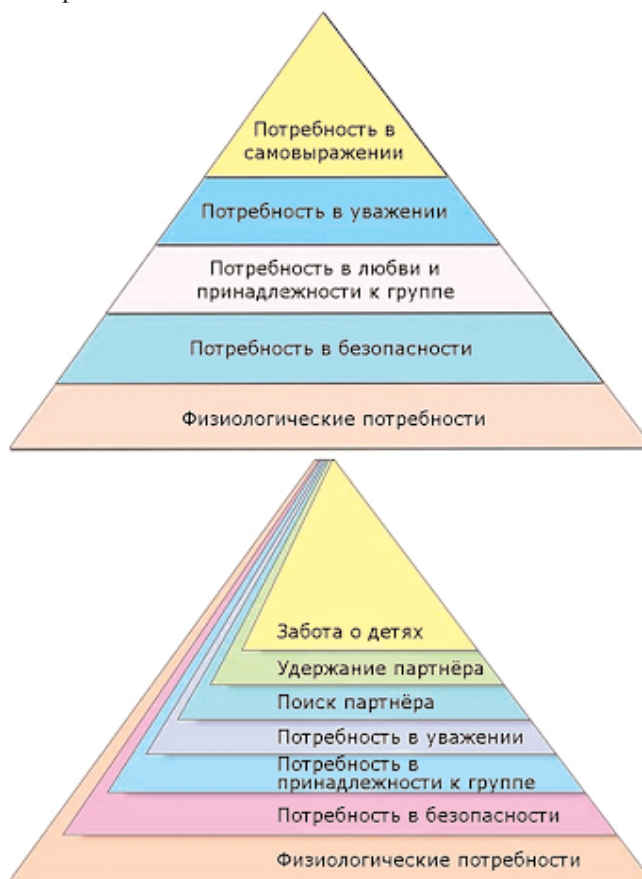 Потребность в
самовыражении
Потребность в уважении
Потребность в любви и
принадлежности к группе
Потребность в безопасности
Физиологические потребности
Забота о детях
Удержание партнёра
Поиск партнёра
Потребность в уважении
Потребность в
принадлежности к группе
Потребность в безопасности
Физиологические потребности